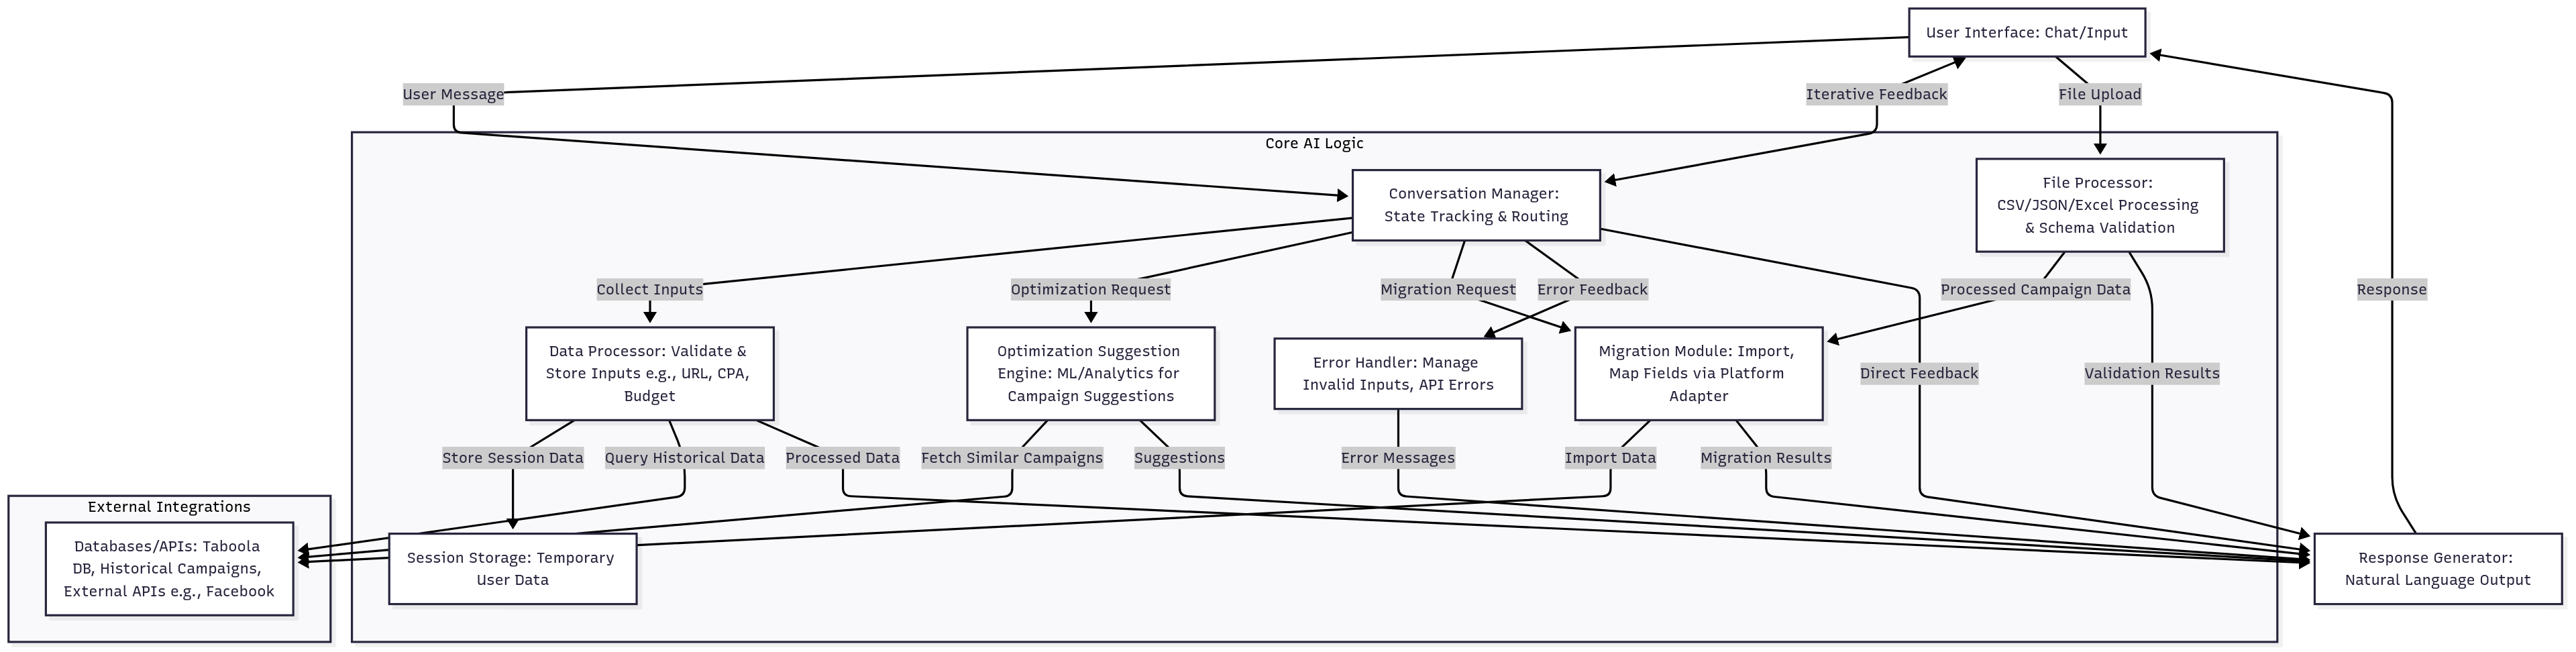 User Interface: Chat/Input
User Message
Iterative Feedback
File Upload
Core AI Logic
Conversation Manager:
State Tracking & Routing
File Processor:
CSV/JSON/Excel Processing
& Schema Validation
Collect Inputs
Optimization Request
Migration Request
Error Feedback
Processed Campaign Data
Response
Data Processor: Validate &
Store Inputs e.g., URL, CPA,
Budget
Optimization Suggestion
Engine: ML/Analytics for
Campaign Suggestions
Error Handler: Manage
Invalid Inputs, API Errors
Migration Module: Import,
Map Fields via Platform
Adapter
Direct Feedback
Validation Results
Store Session Data
Query Historical Data
Processed Data
Fetch Similar Campaigns
Suggestions
Error Messages
Import Data
Migration Results
External Integrations
Databases/APIs: Taboola
DB, Historical Campaigns,
External APIs e.g., Facebook
Session Storage: Temporary
User Data
Response Generator:
Natural Language Output